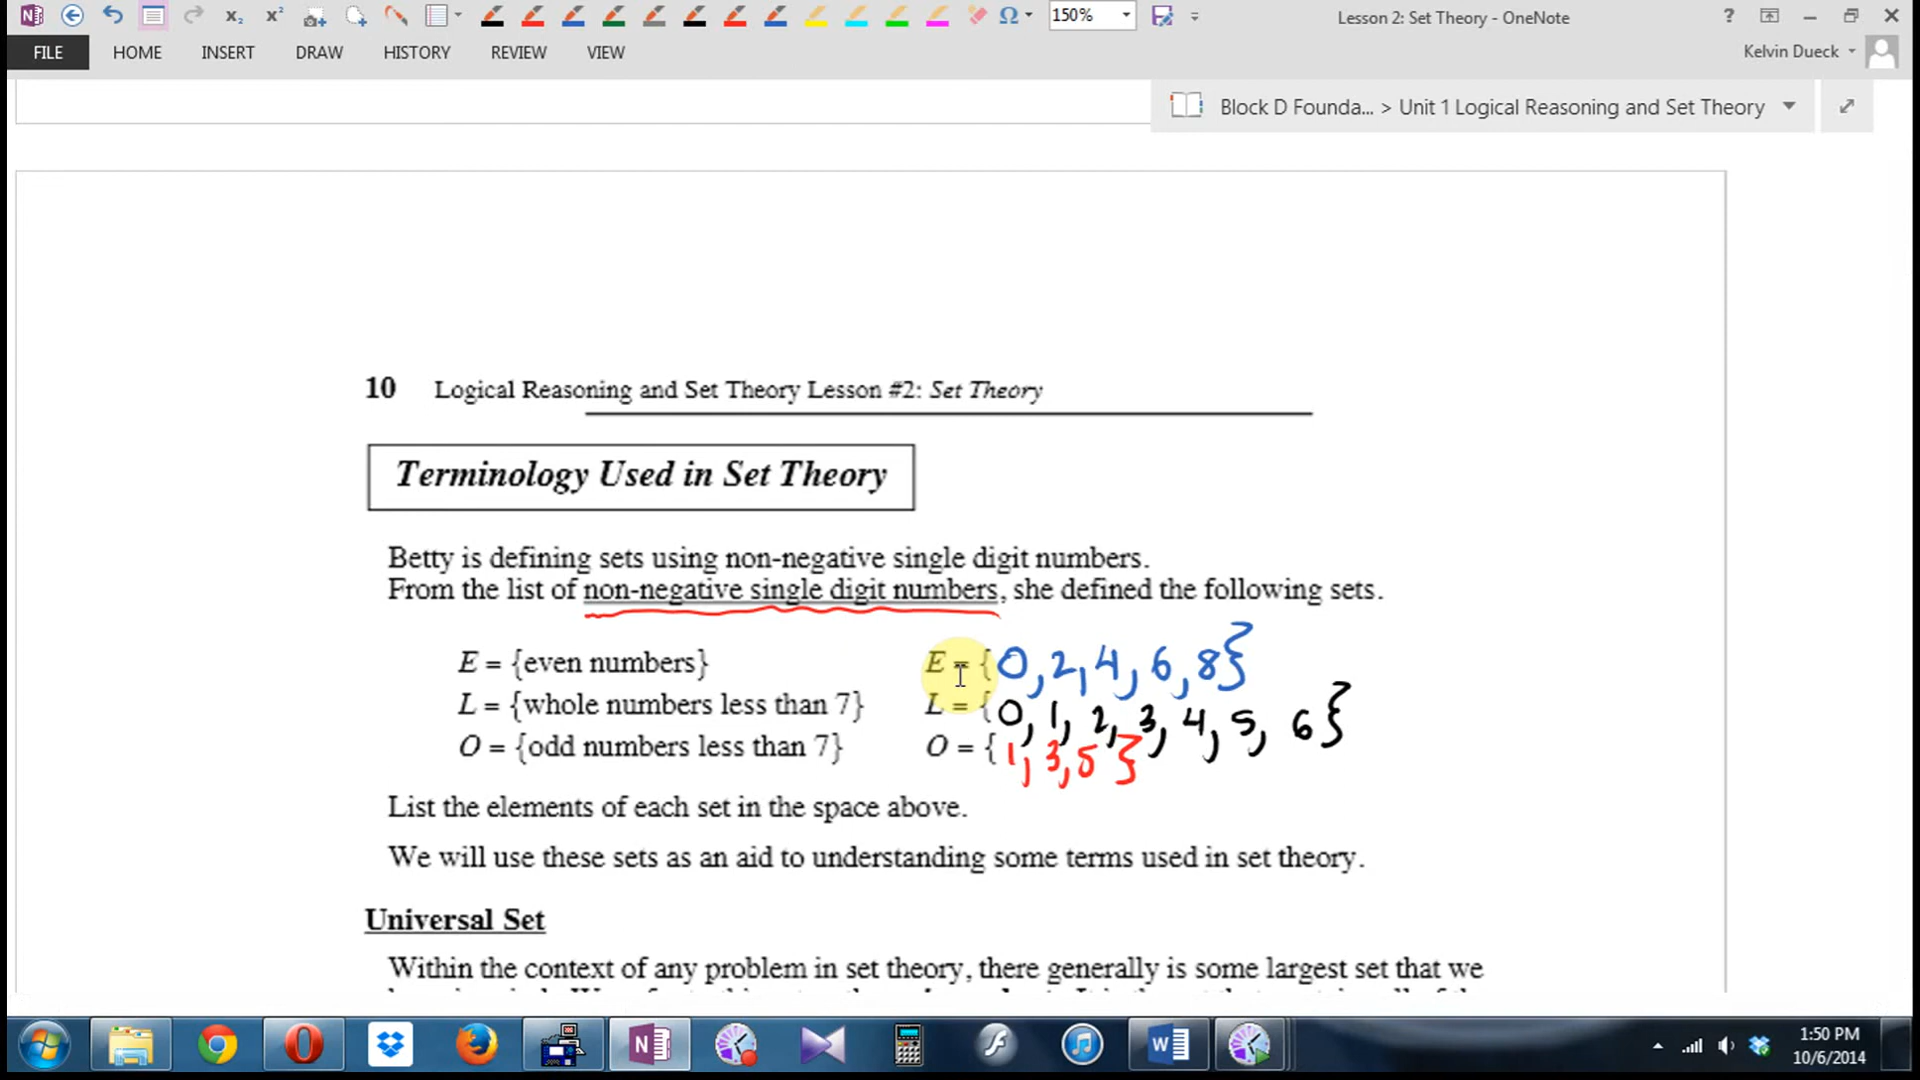 150%
Lesson 2: Set Theory - OneNote
FILE HOME INSERT DRAW HISTORY REVIEW VIEW
Kelvin Dueck
Block D Founda... > Unit 1 Logical Reasoning and Set Theory
10 Logical Reasoning and Set Theory Lesson #2: Set Theory
Terminology Used in Set Theory
Betty is defining sets using non-negative single digit numbers.
From the list of non-negative single digit numbers, she defined the following sets.
E = {even numbers} E = {0, 2, 4, 6, 8}
L = {whole numbers less than 7} L = {0, 1, 2, 3, 4, 5, 6}
O = {odd numbers less than 7} O = {1, 3, 5}
List the elements of each set in the space above.
We will use these sets as an aid to understanding some terms used in set theory.
Universal Set
Within the context of any problem in set theory, there generally is some largest set that we
1:50 PM
10/6/2014